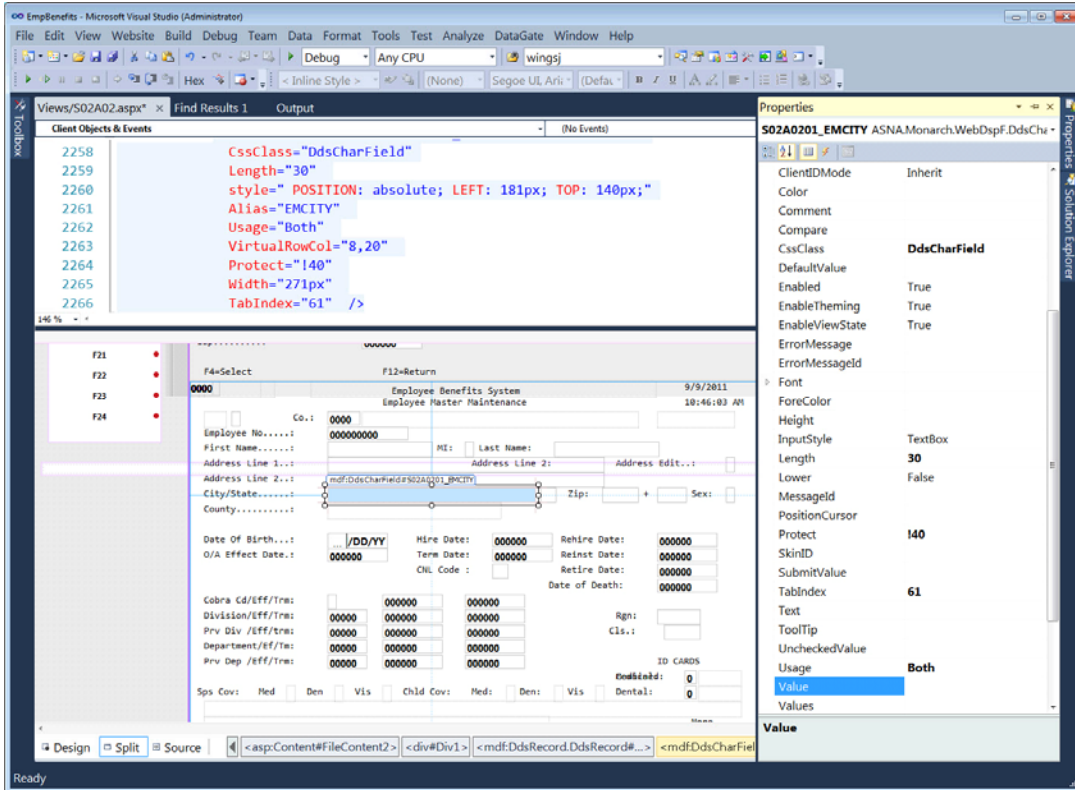 EmpBenefits - Microsoft Visual Studio (Administrator)
File Edit View Website Build Debug Team Data Format Tools Test Analyze DataGate Window Help
Debug Any CPU wingsj
Hex < Inline Style > (None) Segoe UI, Ari (Defau B I U
Toolbox
Views/S02A02.aspx* × Find Results 1 Output
Client Objects & Events (No Events)
2258 CssClass="DdsCharField"
2259 Length="30"
2260 style=" POSITION: absolute; LEFT: 181px; TOP: 140px;"
2261 Alias="EMCITY"
2262 Usage="Both"
2263 VirtualRowCol="8,20"
2264 Protect="!40"
2265 Width="271px"
2266 TabIndex="61" />
146 %
F21
F22 F4=Select F12=Return
F23 0000 Employee Benefits System 9/9/2011
F24 Employee Master Maintenance 10:46:03 AM
Co.: 0000
Employee No.....: 000000000
First Name......: MI: Last Name:
Address Line 1..: Address Line 2: Address Edit..:
Address Line 2..: mdf:DdsCharField#S02A0201_EMCITY
City/State......: Zip: + Sex:
County..........:
Date Of Birth...: ... /DD/YY Hire Date: 000000 Rehire Date: 000000
O/A Effect Date.: 000000 Term Date: 000000 Reinst Date: 000000
CNL Code : Retire Date: 000000
Date of Death: 000000
Cobra Cd/Eff/Trm: 000000 000000
Division/Eff/Trm: 00000 000000 000000 Rgn:
Prv Div /Eff/trm: 00000 000000 000000 Cls.:
Department/Ef/Tm: 00000 000000 000000
Prv Dep /Eff/Trm: 00000 000000 000000 ID CARDS
0
Sps Cov: Med Den Vis Chld Cov: Med: Den: Vis Dental: 0
Design Split Source <asp:Content#FileContent2> <div#Div1> <mdf:DdsRecord.DdsRecord#...> <mdf:DdsCharFiel
Ready
Properties
S02A0201_EMCITY ASNA.Monarch.WebDspF.DdsCha
ClientIDMode Inherit
Color
Comment
Compare
CssClass DdsCharField
DefaultValue
Enabled True
EnableTheming True
EnableViewState True
ErrorMessage
ErrorMessageId
Font
ForeColor
Height
InputStyle TextBox
Length 30
Lower False
MessageId
PositionCursor
Protect !40
SkinID
SubmitValue
TabIndex 61
Text
ToolTip
UncheckedValue
Usage Both
Value
Values
Value
Properties
Solution Explorer